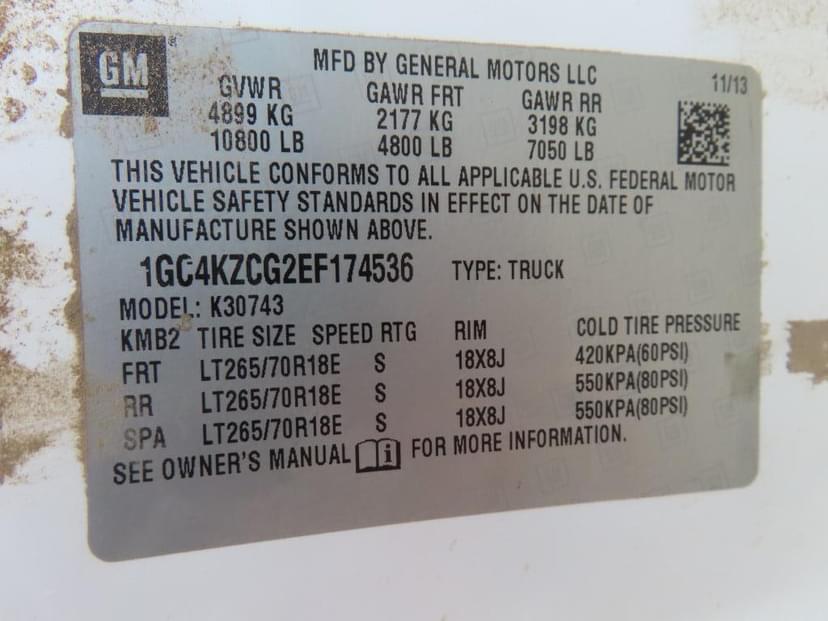 GM
MFD BY GENERAL MOTORS LLC 11/13
GVWR GAWR FRT GAWR RR
4899 KG 2177 KG 3198 KG
10800 LB 4800 LB 7050 LB
THIS VEHICLE CONFORMS TO ALL APPLICABLE U.S. FEDERAL MOTOR
VEHICLE SAFETY STANDARDS IN EFFECT ON THE DATE OF
MANUFACTURE SHOWN ABOVE.
1GC4KZCG2EF174536 TYPE: TRUCK
MODEL: K30743
KMB2 TIRE SIZE SPEED RTG RIM COLD TIRE PRESSURE
FRT LT265/70R18E S 18X8J 420KPA(60PSI)
RR LT265/70R18E S 18X8J 550KPA(80PSI)
SPA LT265/70R18E S 18X8J 550KPA(80PSI)
SEE OWNER'S MANUAL i FOR MORE INFORMATION.